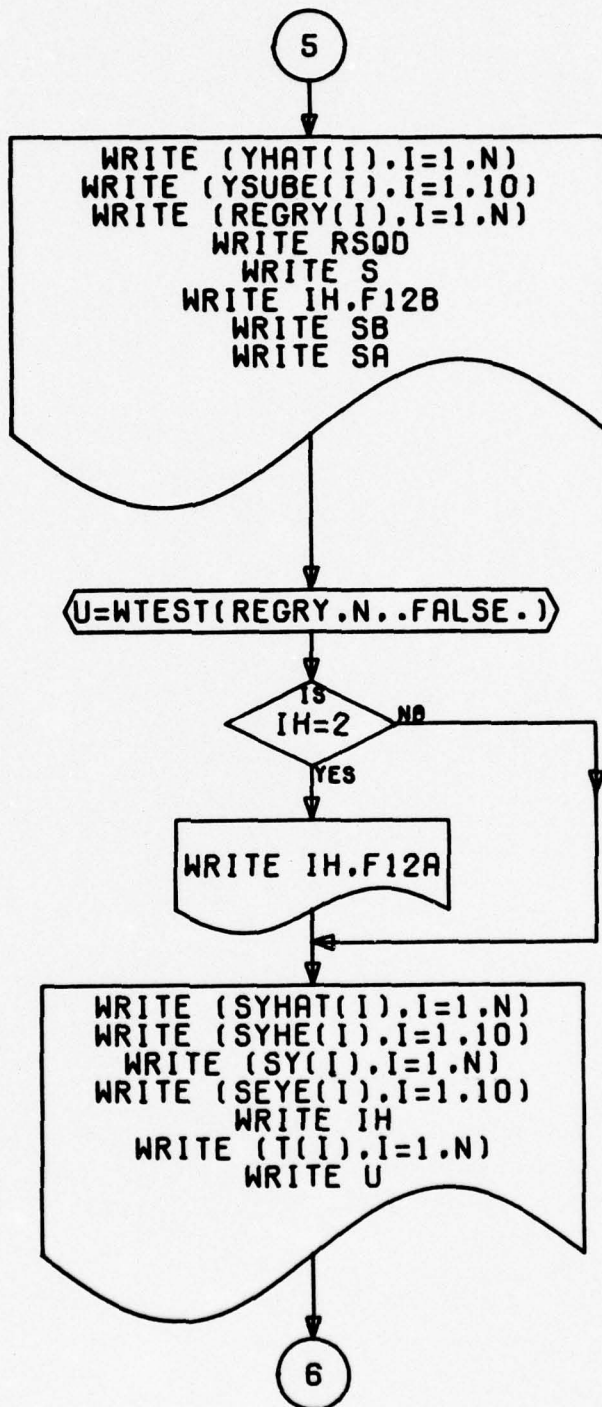 5
WRITE (YHAT(I).I=1.N)
WRITE (YSUBE(I).I=1.10)
WRITE (REGRY(I).I=1.N)
WRITE RSQD
WRITE S
WRITE IH.F12B
WRITE SB
WRITE SA
U=WTEST(REGRY.N..FALSE.)
IS
IH=2
NO
YES
WRITE IH.F12A
WRITE (SYHAT(I).I=1.N)
WRITE (SYHE(I).I=1.10)
WRITE (SY(I).I=1.N)
WRITE (SEYE(I).I=1.10)
WRITE IH
WRITE (T(I).I=1.N)
WRITE U
6